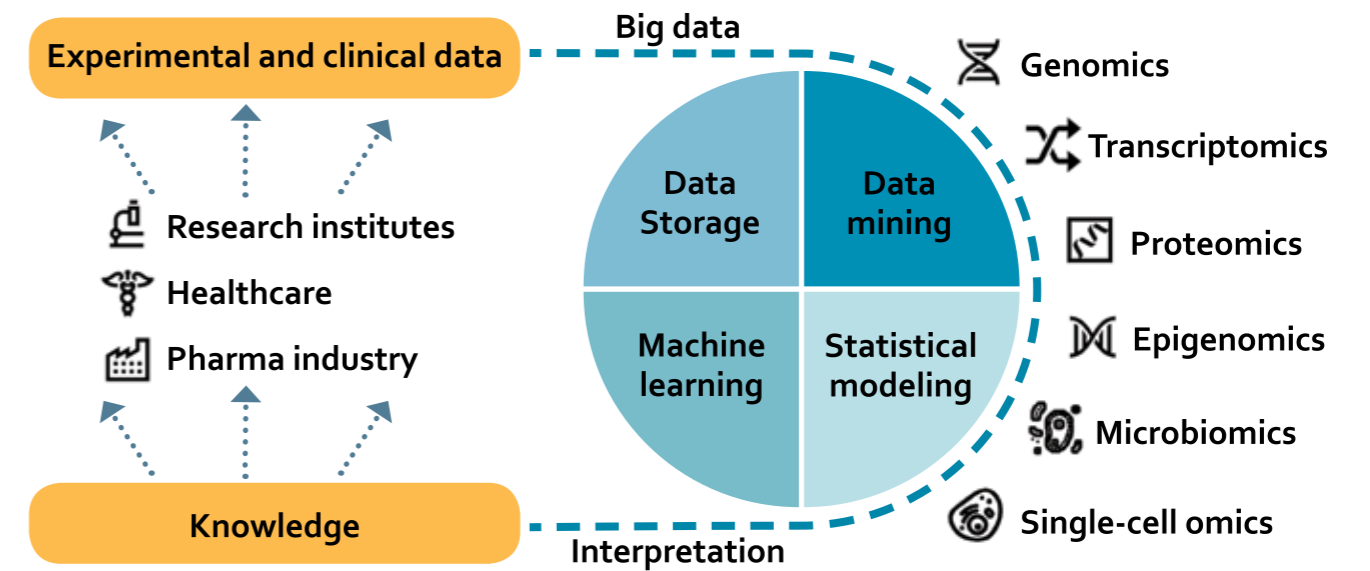 Experimental and clinical data
Research institutes
Healthcare
Pharma industry
Knowledge
Big data
Data
Storage
Data
mining
Machine
learning
Statistical
modeling
Interpretation
Genomics
Transcriptomics
Proteomics
Epigenomics
Microbiomics
Single-cell omics